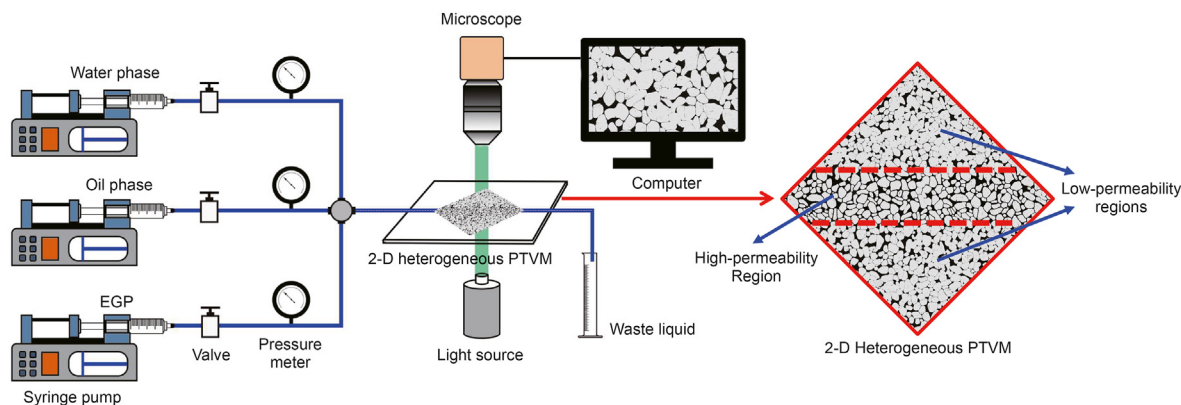 Microscope
Water phase
Oil phase
Computer
Low-permeability
regions
2-D heterogeneous PTVM
High-permeability
Region
EGP
Waste liquid
Valve
Pressure
meter
Light source
2-D Heterogeneous PTVM
Syringe pump